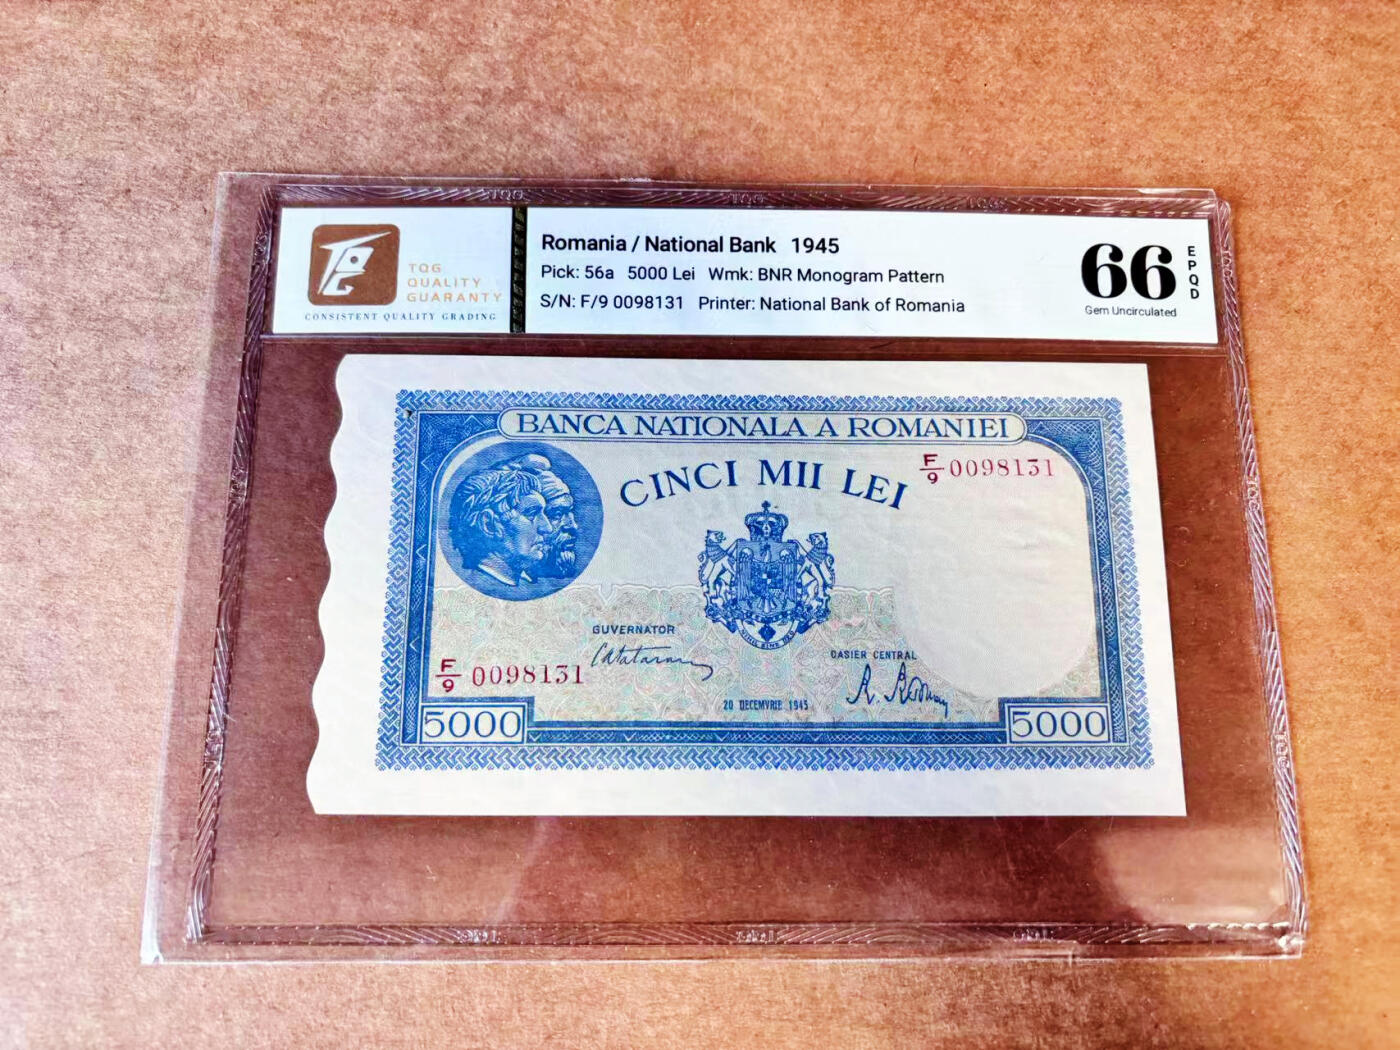 TQG
QUALITY
GUARANTY
CONSISTENT QUALITY GRADING
Romania / National Bank 1945
Pick: 56a 5000 Lei Wmk: BNR Monogram Pattern
S/N: F/9 0098131 Printer: National Bank of Romania
66
EPQD
Gem Uncirculated
BANCA NATIONALA A ROMANIEI
CINCI MII LEI
F/9 0098131
GUVERNATOR
CASIER CENTRAL
F/9 0098131
20 DECEMVRIE 1945
5000
5000